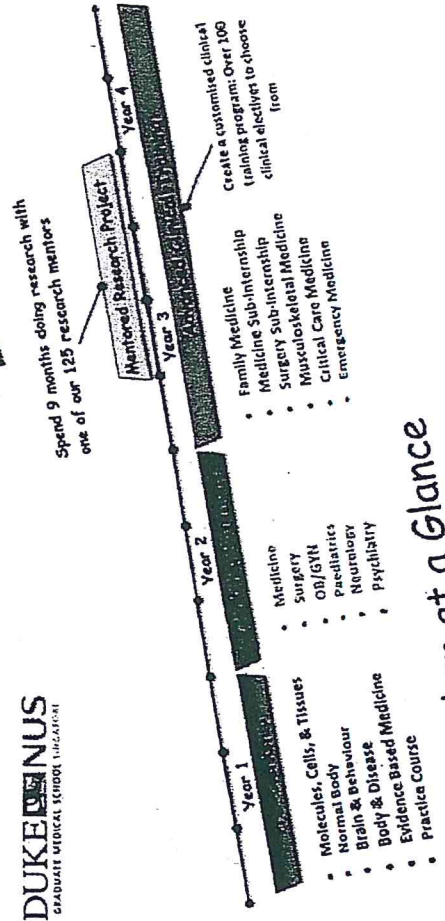 DUKE NUS
GRADUATE MEDICAL SCHOOL SINGAPORE
Spend 9 months doing research with
one of our 125 research mentors
Mentored Research Project
Year 1
Year 2
Year 3
Year 4
Advanced Clinical Training
Create a customised clinical
training program: Over 100
clinical electives to choose
from
• Molecules, Cells, & Tissues
• Normal Body
• Brain & Behaviour
• Body & Disease
• Evidence Based Medicine
• Practice Course
• Medicine
• Surgery
• OB/GYN
• Paediatrics
• Neurology
• Psychiatry
• Family Medicine
• Medicine Sub-Internship
• Surgery Sub-Internship
• Musculoskeletal Medicine
• Critical Care Medicine
• Emergency Medicine
at a Glance